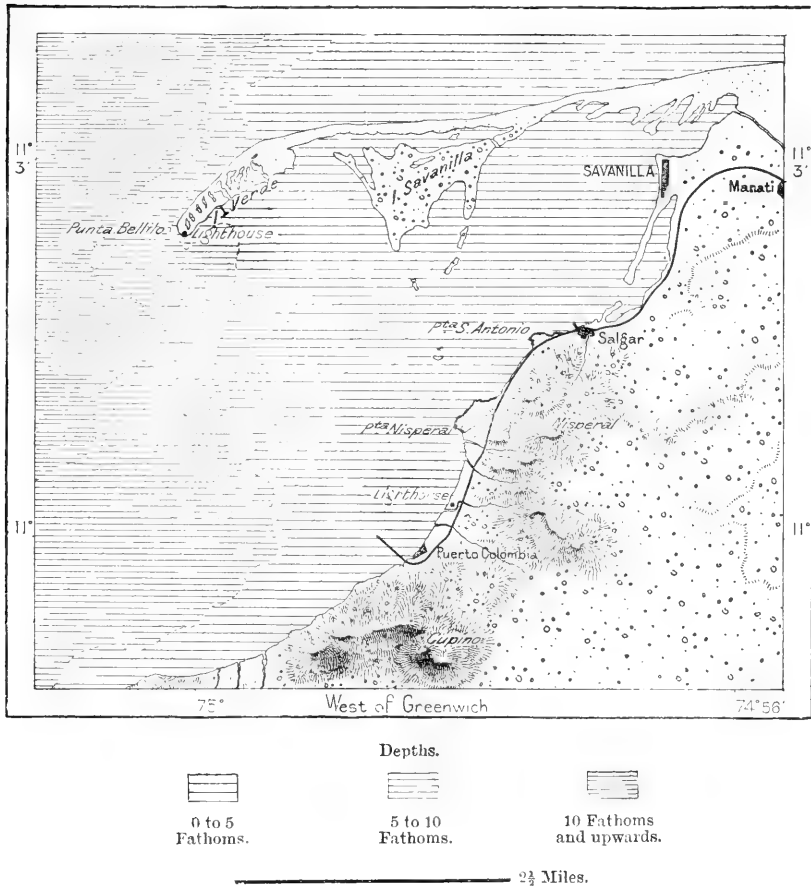 11° 3'
11° 3'
SAVANILLA
Manati
I. Savanilla
I. Verde
Punta Bellilo
Lighthouse
Pta S. Antonio
Salgar
Pta Nisperal
Nisperal
Lighthouse
11°
11°
Puerto Colombia
Cupino
75°
West of Greenwich
74°56'
Depths.
0 to 5 Fathoms.
5 to 10 Fathoms.
10 Fathoms and upwards.
2½ Miles.